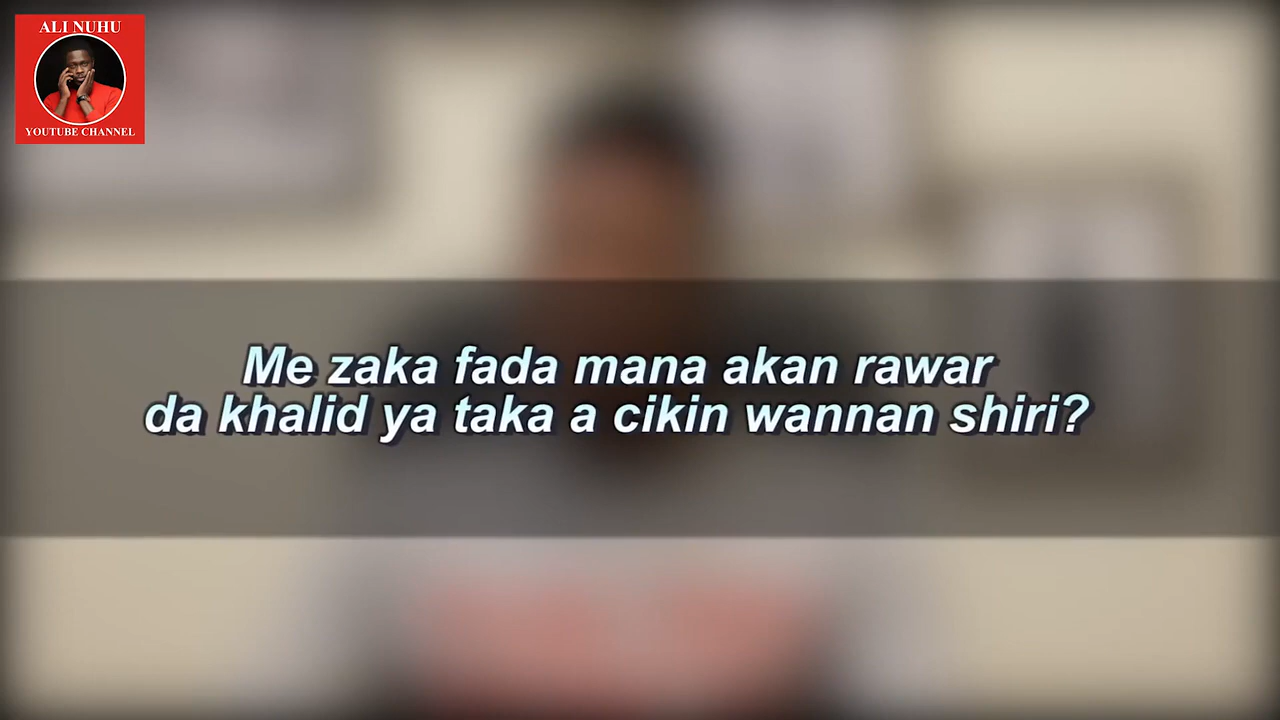 ALI NUHU
YOUTUBE CHANNEL
Me zaka fada mana akan rawar
da khalid ya taka a cikin wannan shiri?